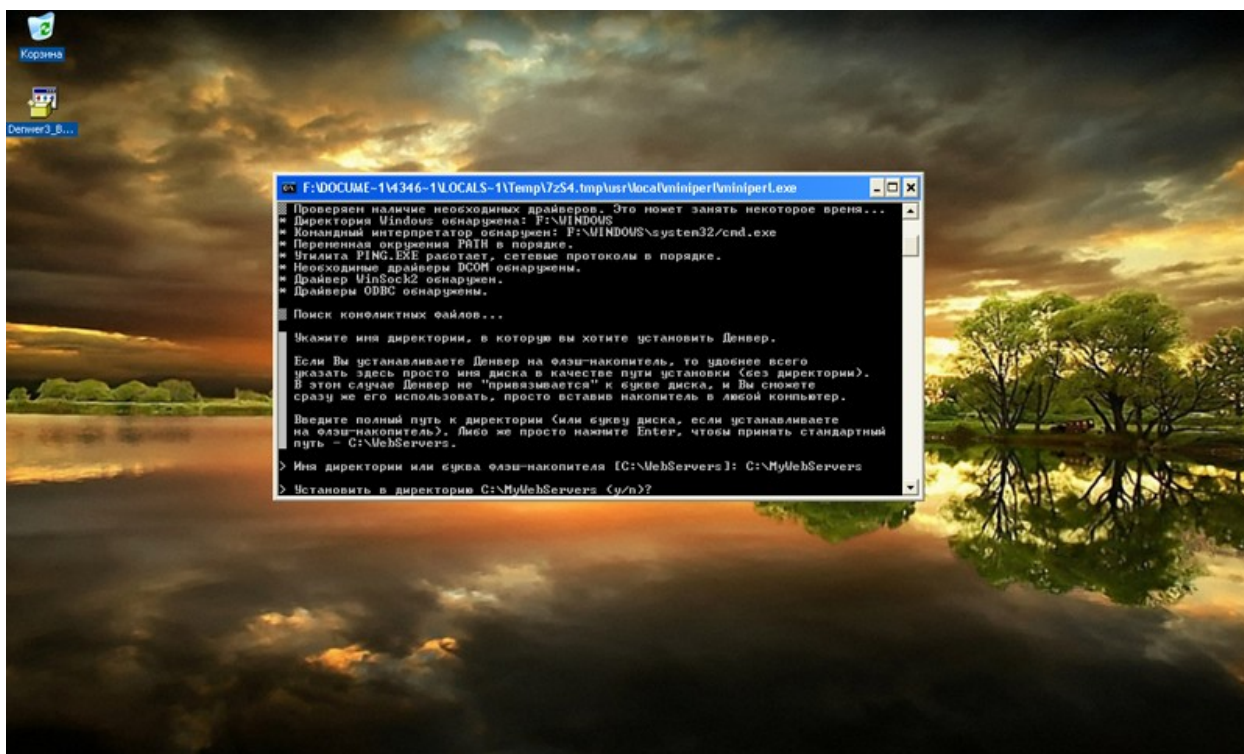 Корзина
Denwer3_B...
F:\DOCUME~1\4346~1\LOCALS~1\Temp\7zS4.tmp\usr\local\miniperl\miniperl.exe
Проверяем наличие необходимых драйверов. Это может занять некоторое время...
* Директория Windows обнаружена: F:\WINDOWS
* Командный интерпретатор обнаружен: F:\WINDOWS\system32/cmd.exe
* Переменная окружения PATH в порядке.
* Утилита PING.EXE работает, сетевые протоколы в порядке.
* Необходимые драйверы DCOM обнаружены.
* Драйвер WinSock2 обнаружен.
* Драйверы ODBC обнаружены.
Поиск конфликтных файлов...
Укажите имя директории, в которую вы хотите установить Денвер.
Если Вы устанавливаете Денвер на флэш-накопитель, то удобнее всего
указать здесь просто имя диска в качестве пути установки (без директории).
В этом случае Денвер не "привязывается" к букве диска, и Вы сможете
сразу же его использовать, просто вставив накопитель в любой компьютер.
Введите полный путь к директории (или букву диска, если устанавливаете
на флэш-накопитель). Либо же просто нажмите Enter, чтобы принять стандартный
путь - C:\WebServers.
> Имя директории или буква флэш-накопителя [C:\WebServers]: C:\MyWebServers
> Установить в директорию C:\MyWebServers (y/n)?